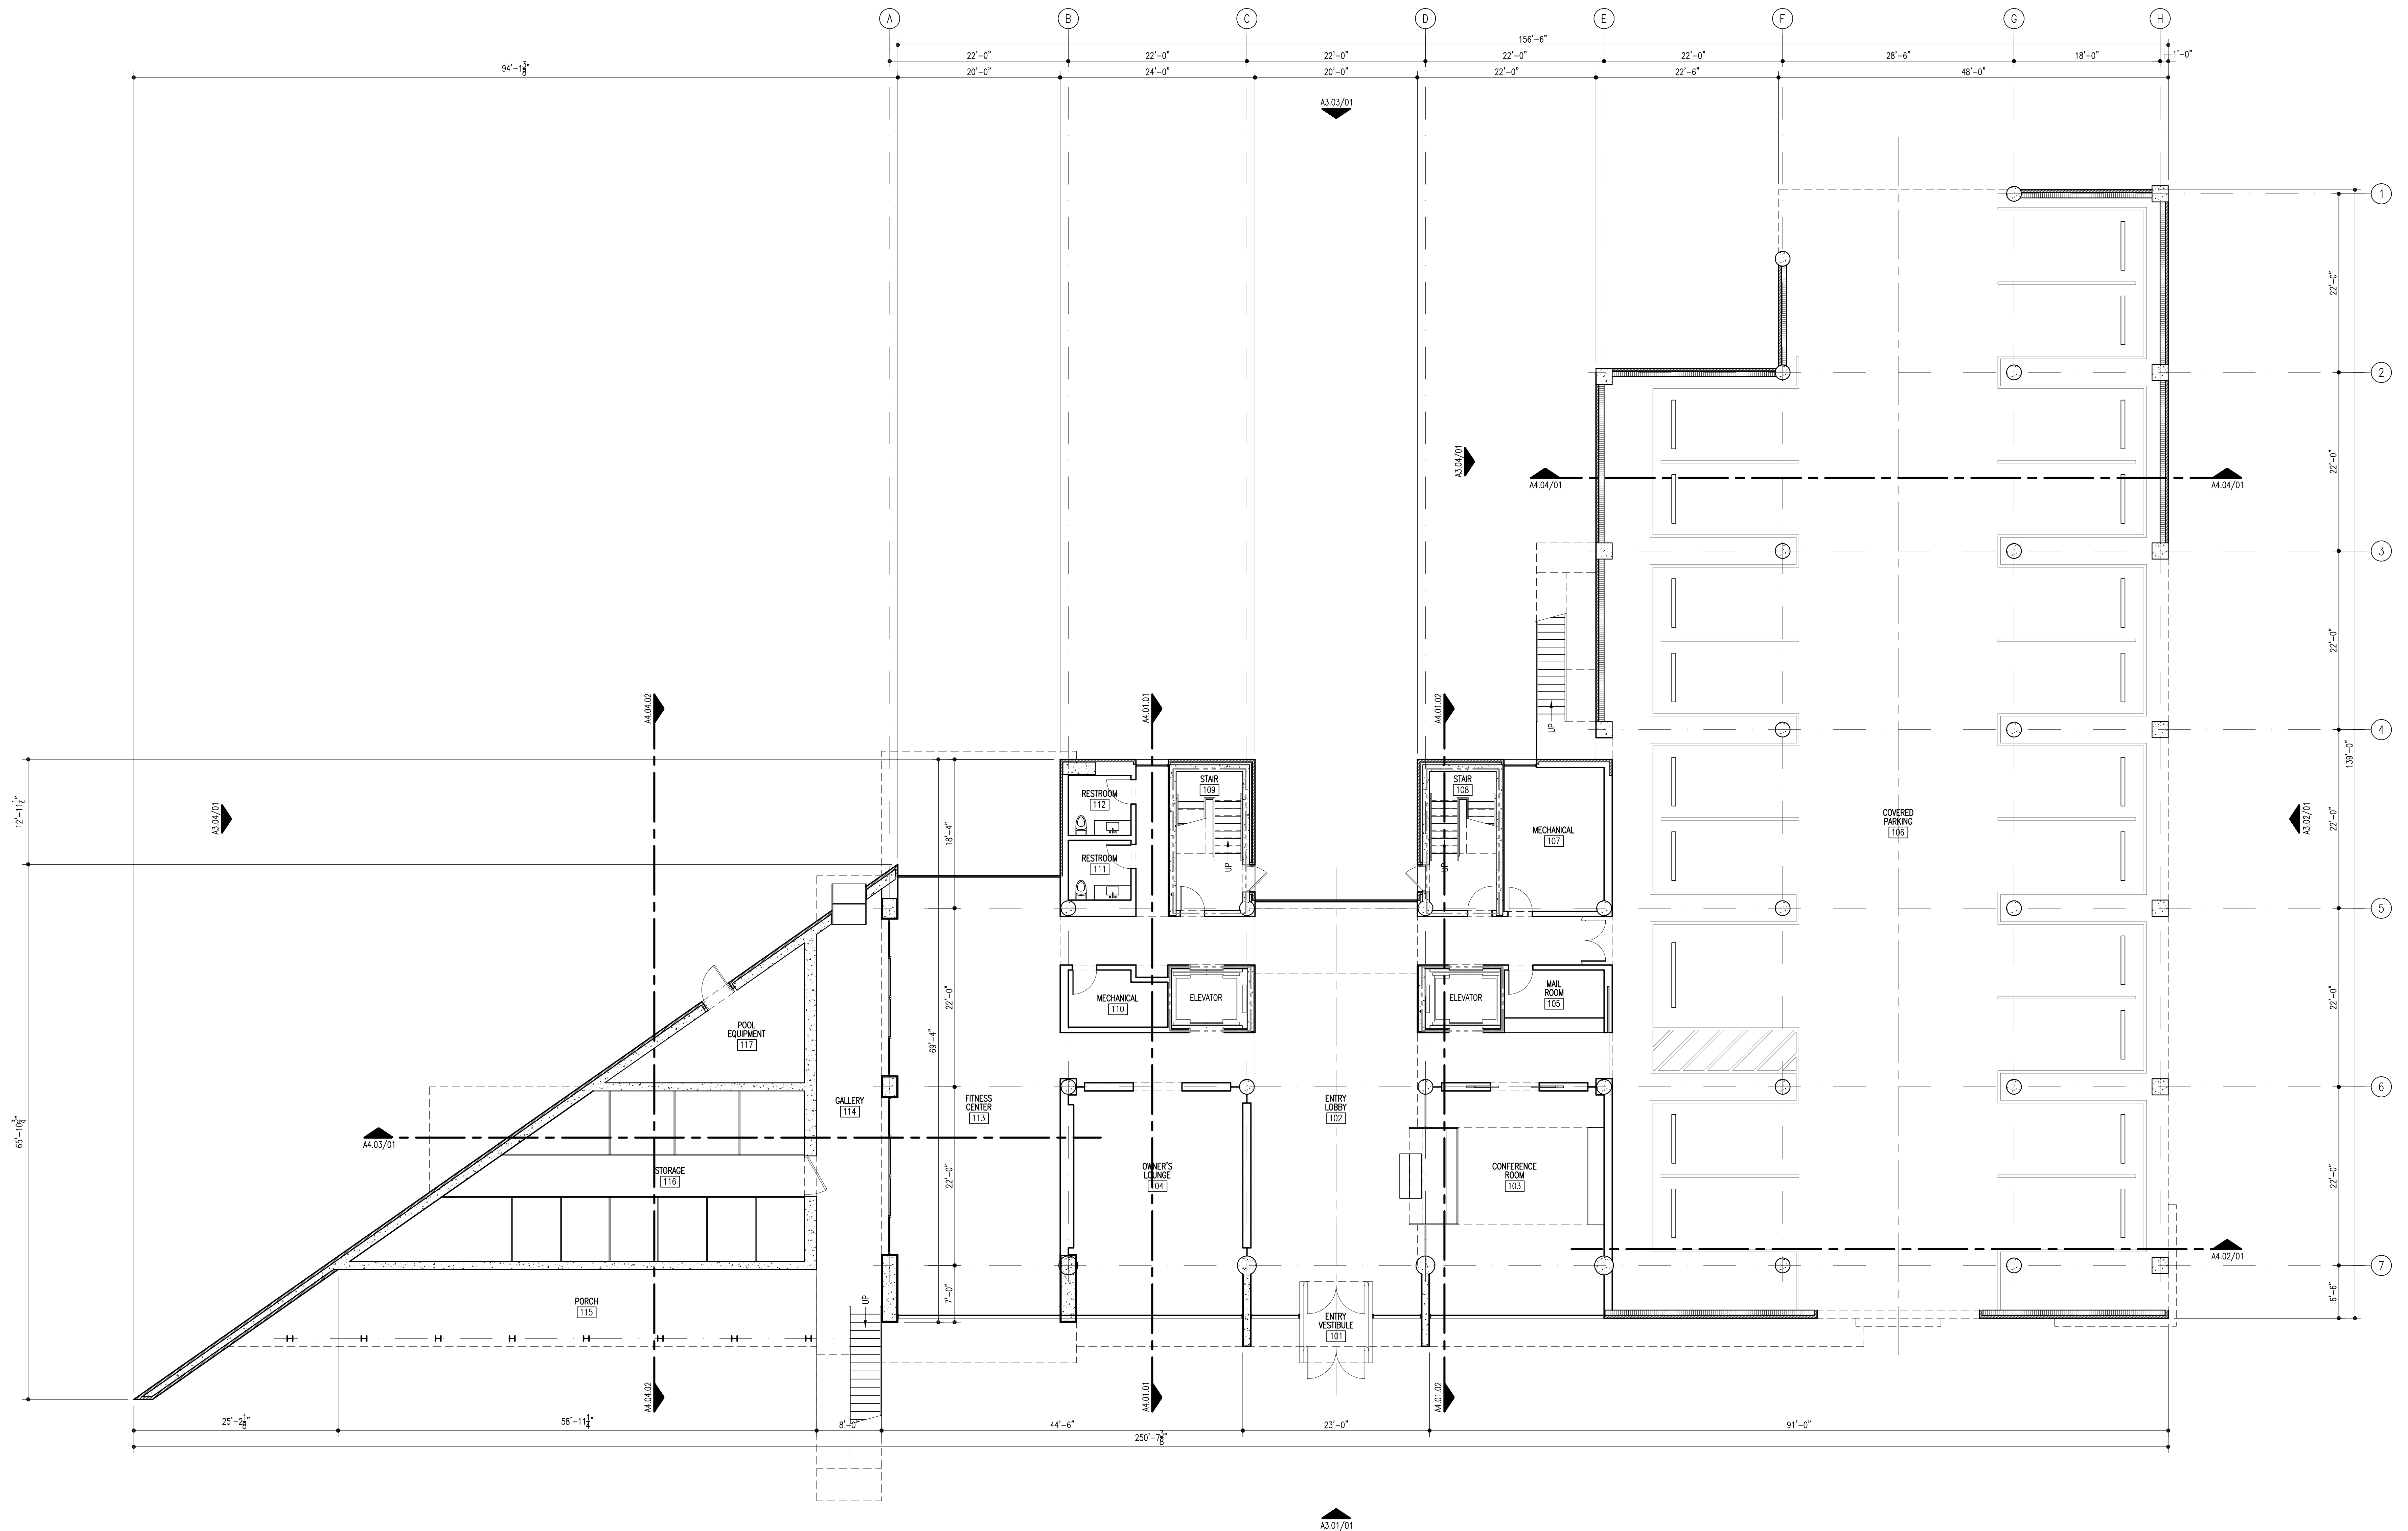 A B C D E F G H
156'-6"
22'-0" 22'-0" 22'-0" 22'-0" 22'-0" 28'-6" 18'-0" 1'-0"
94'-1 3/8" 20'-0" 24'-0" 20'-0" 22'-0" 22'-6" 48'-0"
A3.03/01
1
22'-0"
2
A3.04/01
22'-0"
A4.04/01 A4.04/01
3
22'-0"
A4.04.02 A4.01.01 A4.01.02
UP
4
139'-0"
12'-11 1/4"
A3.04/01
18'-4"
RESTROOM
112
STAIR
109
STAIR
108
MECHANICAL
107
COVERED
PARKING
106
22'-0"
A3.02/01
RESTROOM
111
UP
UP
5
22'-0"
MECHANICAL
110
ELEVATOR
ELEVATOR
MAIL
ROOM
105
22'-0"
POOL
EQUIPMENT
117
69'-4"
6
65'-10 3/4"
GALLERY
114
FITNESS
CENTER
113
ENTRY
LOBBY
102
A4.03/01
STORAGE
116
22'-0"
OWNER'S
LOUNGE
104
CONFERENCE
ROOM
103
22'-0"
A4.02/01
7
PORCH
115
UP
7'-0"
ENTRY
VESTIBULE
101
6'-6"
A4.04.02 A4.01.01 A4.01.02
25'-2 1/8" 58'-11 1/4" 8'-0" 44'-6" 23'-0" 91'-0"
250'-7 3/8"
A3.01/01